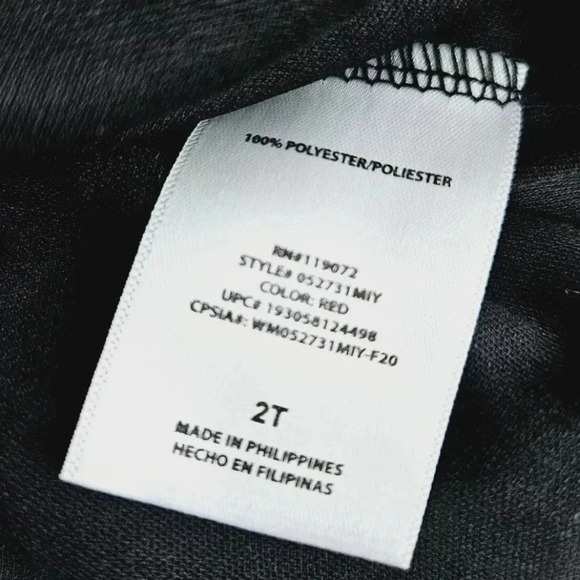 100% POLYESTER/POLIESTER
RN#119072
STYLE# 052731MIY
COLOR: RED
UPC# 193058124498
CPSIA#: WM052731MIY-F20
2T
MADE IN PHILIPPINES
HECHO EN FILIPINAS